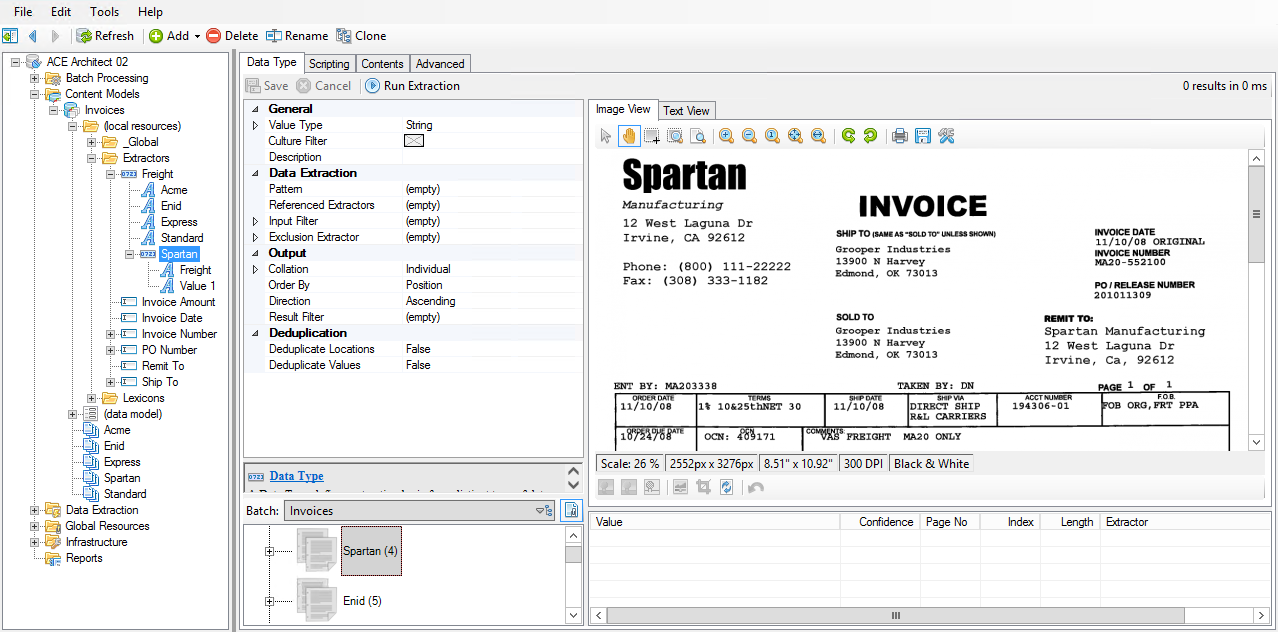 File Edit Tools Help
Refresh Add Delete Rename Clone
ACE Architect 02
Batch Processing
Content Models
Invoices
(local resources)
_Global
Extractors
Freight
Acme
Enid
Express
Standard
Spartan
Freight
Value 1
Invoice Amount
Invoice Date
Invoice Number
PO Number
Remit To
Ship To
Lexicons
(data model)
Acme
Enid
Express
Spartan
Standard
Data Extraction
Global Resources
Infrastructure
Reports
Data Type Scripting Contents Advanced
Save Cancel Run Extraction 0 results in 0 ms
General
Value Type String
Culture Filter
Description
Data Extraction
Pattern (empty)
Referenced Extractors (empty)
Input Filter (empty)
Exclusion Extractor (empty)
Output
Collation Individual
Order By Position
Direction Ascending
Result Filter (empty)
Deduplication
Deduplicate Locations False
Deduplicate Values False
Data Type
Batch: Invoices
Spartan (4)
Enid (5)
Image View Text View
Spartan
Manufacturing
12 West Laguna Dr
Irvine, CA 92612
Phone: (800) 111-22222
Fax: (308) 333-1182
INVOICE
SHIP TO (SAME AS "SOLD TO" UNLESS SHOWN)
Grooper Industries
13900 N Harvey
Edmond, OK 73013
INVOICE DATE
11/10/08 ORIGINAL
INVOICE NUMBER
MA20-552100
PO / RELEASE NUMBER
201011309
SOLD TO
Grooper Industries
13900 N Harvey
Edmond, OK 73013
REMIT TO:
Spartan Manufacturing
12 West Laguna Dr
Irvine, Ca, 92612
ENT BY: MA203338 TAKEN BY: DN PAGE 1 OF 1
ORDER DATE TERMS SHIP DATE SHIP VIA ACCT NUMBER F.O.B.
11/10/08 1% 10&25thNET 30 11/10/08 DIRECT SHIP 194306-01 FOB ORG,FRT PPA
R&L CARRIERS
ORDER DUE DATE OCN COMMENTS:
10/24/08 OCN: 409171 VAS FREIGHT MA20 ONLY
Scale: 26 % 2552px x 3276px 8.51" x 10.92" 300 DPI Black & White
Value Confidence Page No Index Length Extractor